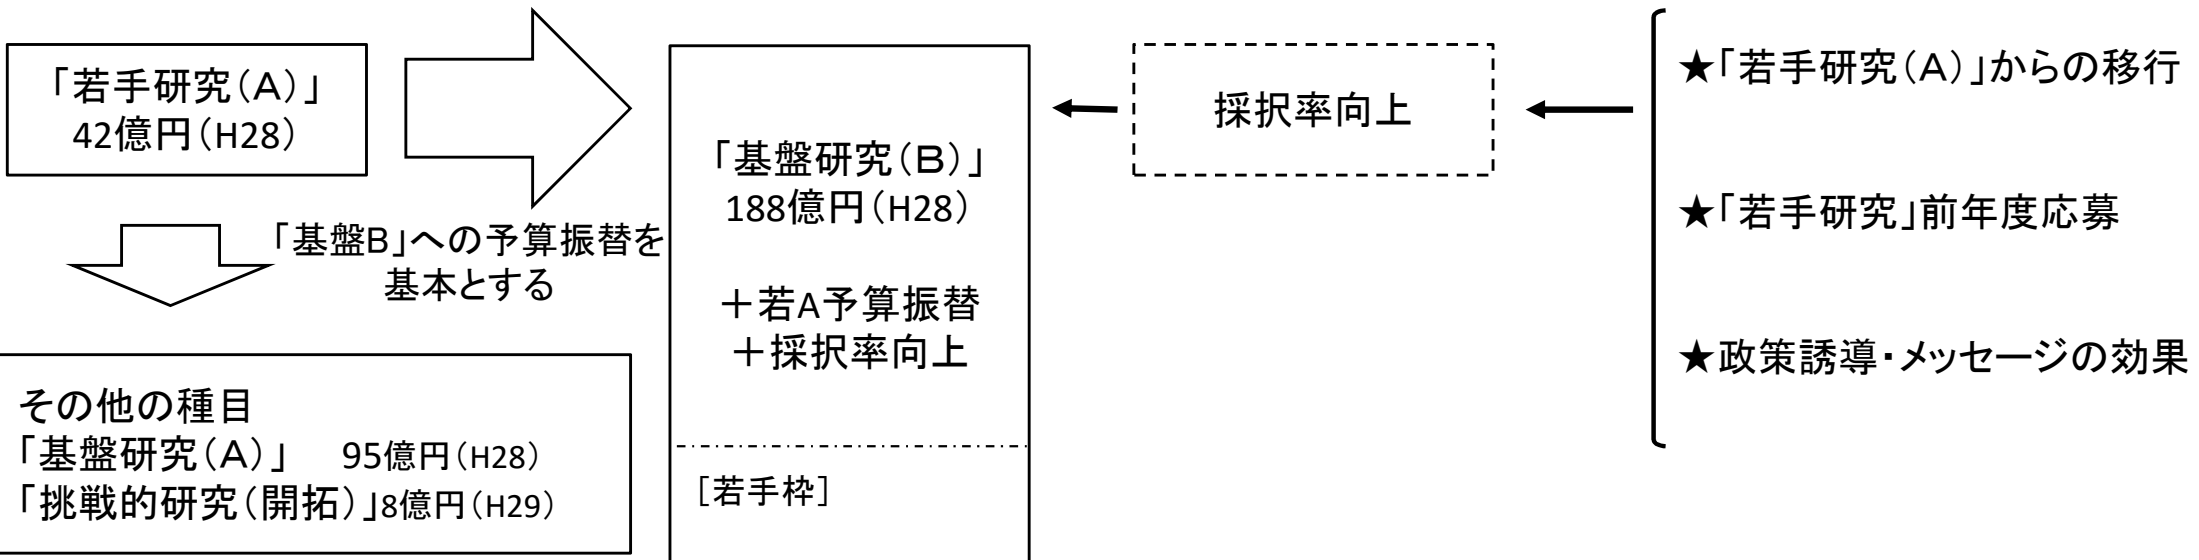 「若手研究（Ａ）」
42億円（H28）
「基盤B」への予算振替を
基本とする
その他の種目
「基盤研究（Ａ）」　95億円（H28）
「挑戦的研究（開拓）」8億円（H29）
「基盤研究（Ｂ）」
188億円（H28）
＋若A予算振替
＋採択率向上
［若手枠］
採択率向上
★「若手研究（Ａ）」からの移行
★「若手研究」前年度応募
★政策誘導・メッセージの効果